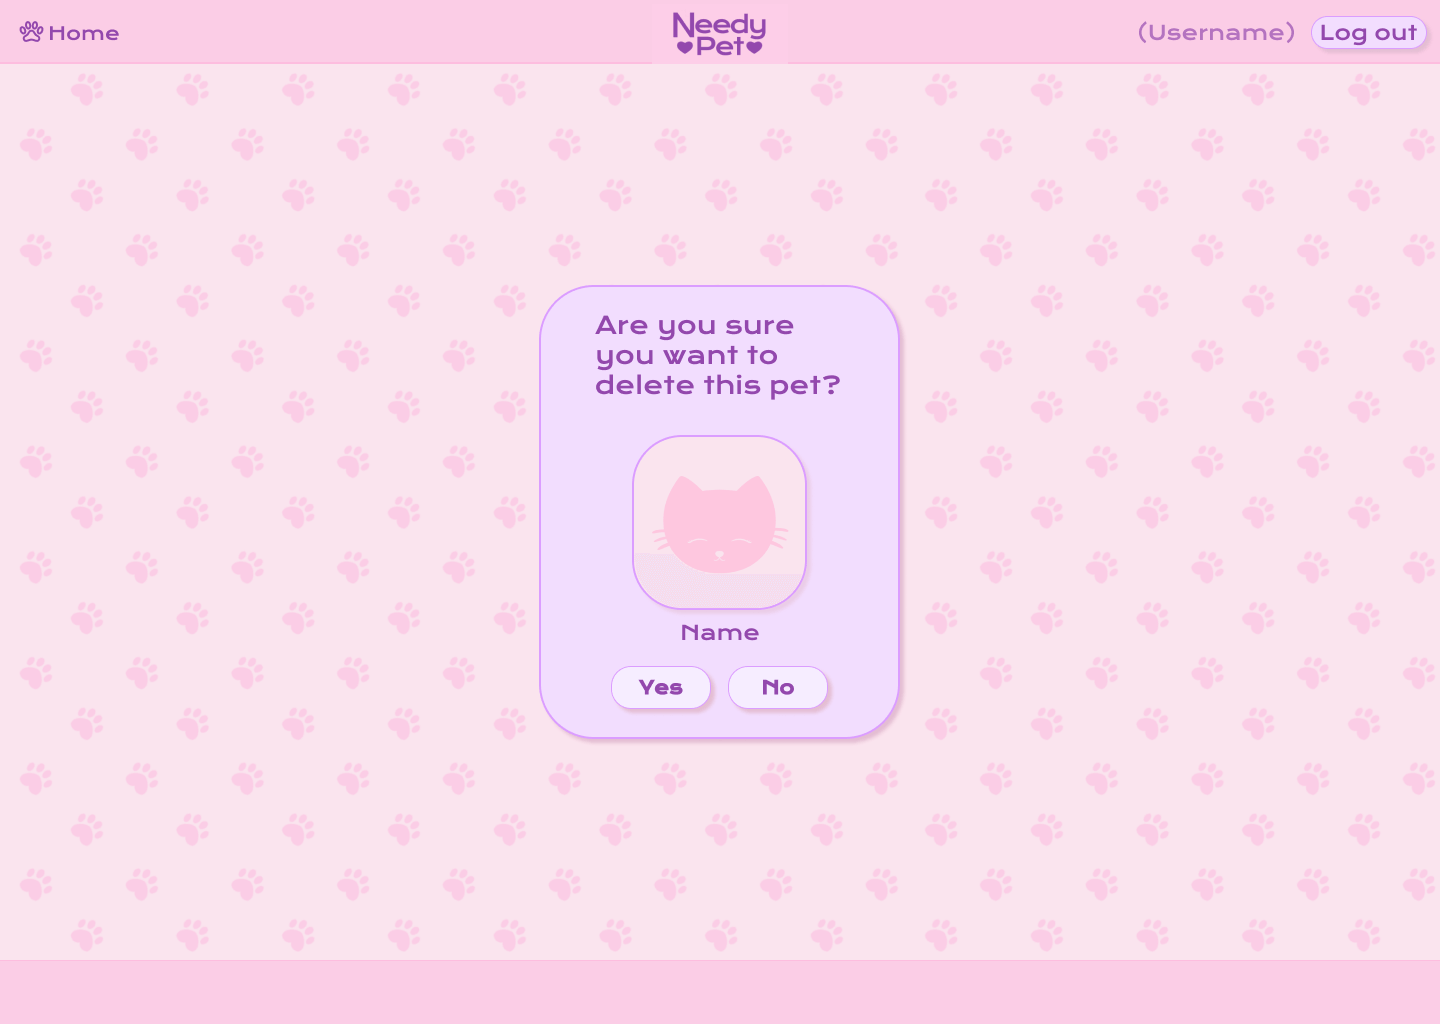 Home
Needy
Pet
(Username)
Log out
Are you sure
you want to
delete this pet?
Name
Yes
No